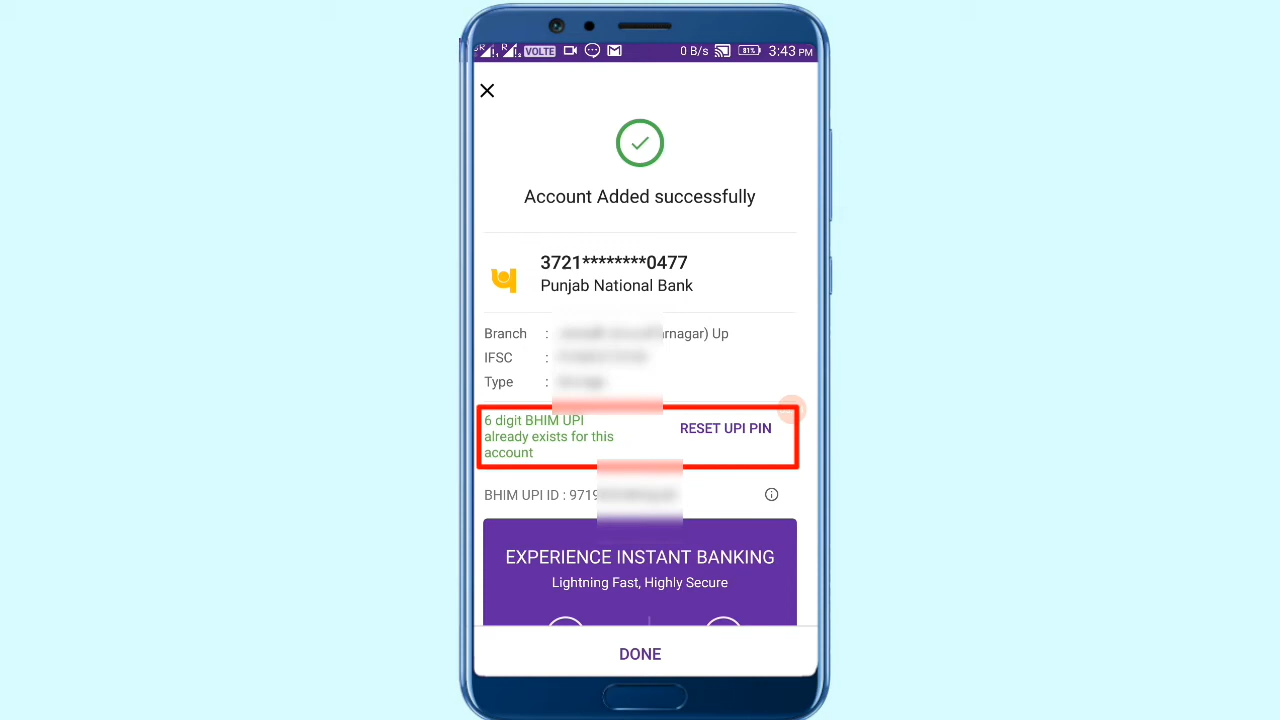 VOLTE 0 B/s 81% 3:43 PM
Account Added successfully
3721********0477
Punjab National Bank
Branch : rnagar) Up
IFSC :
Type :
6 digit BHIM UPI
already exists for this
account
RESET UPI PIN
BHIM UPI ID : 9719
EXPERIENCE INSTANT BANKING
Lightning Fast, Highly Secure
DONE